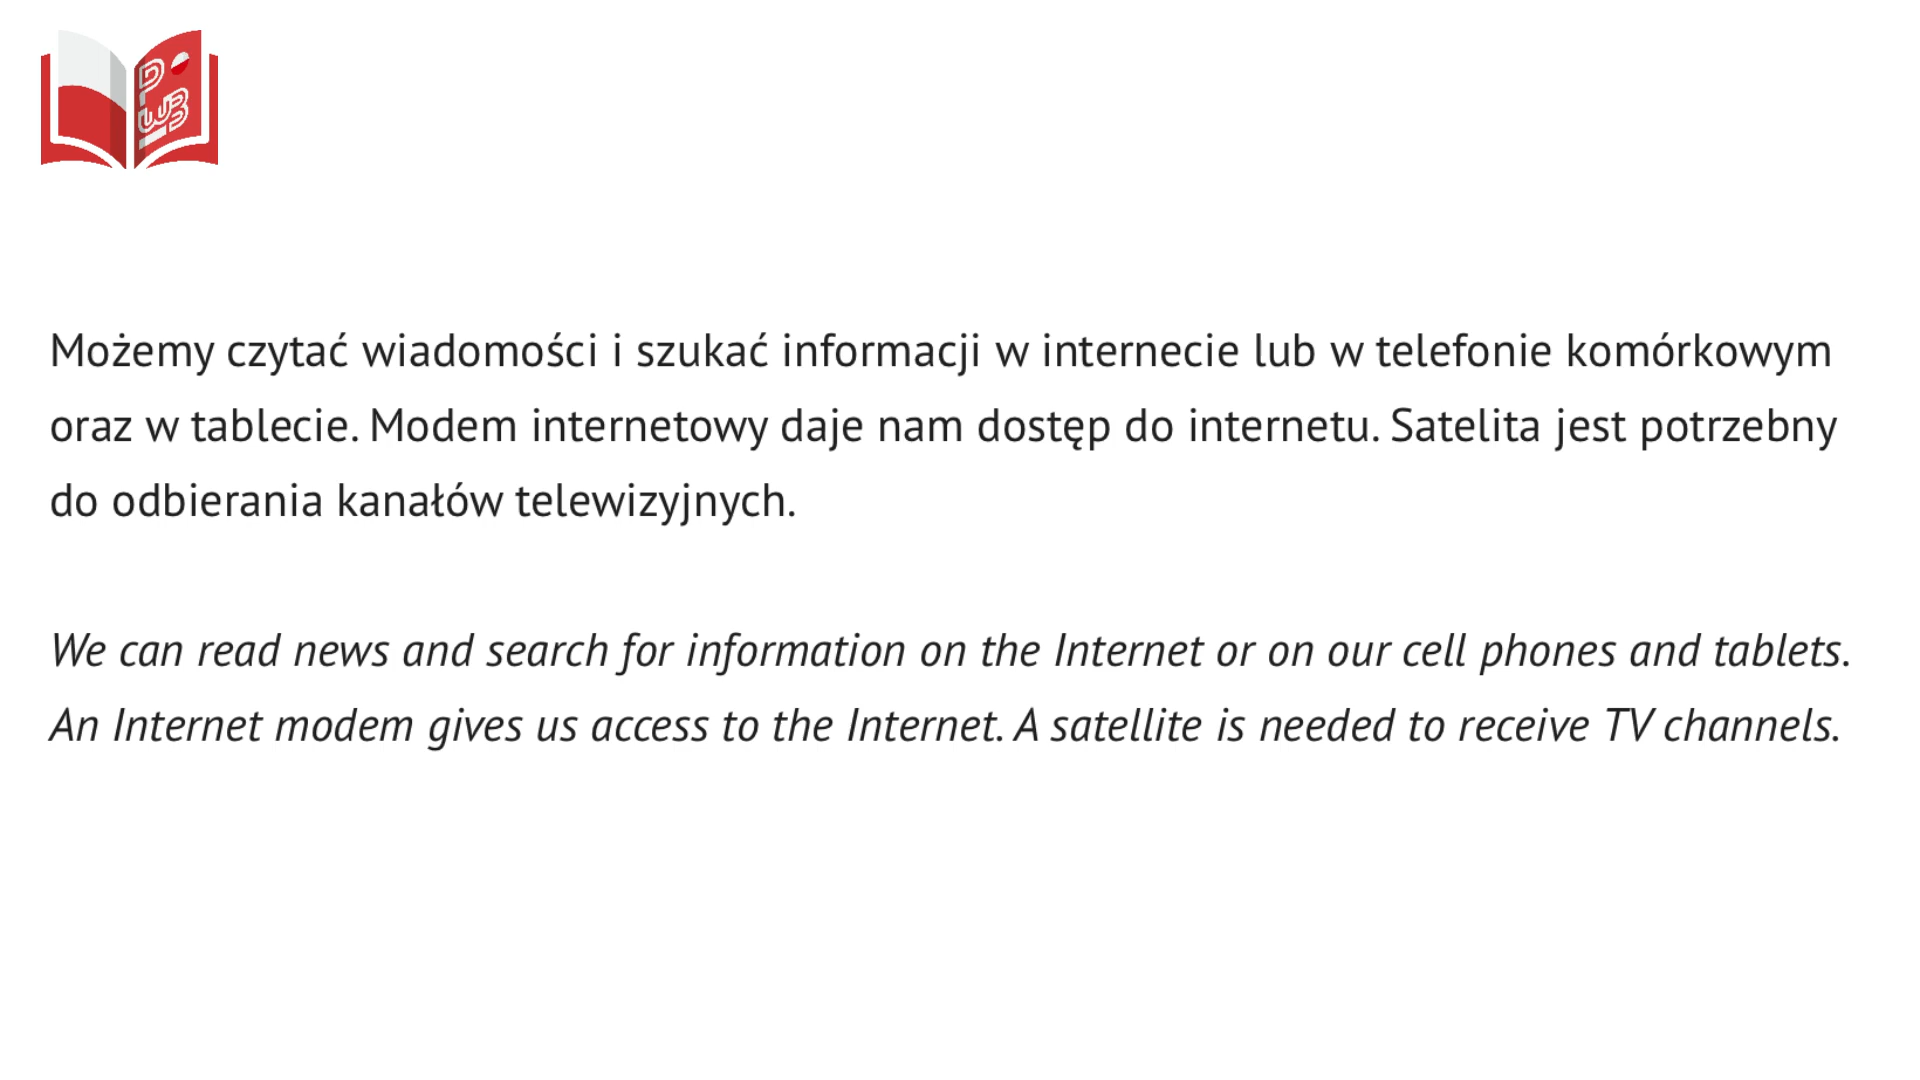 Możemy czytać wiadomości i szukać informacji w internecie lub w telefonie komórkowym
oraz w tablecie. Modem internetowy daje nam dostęp do internetu. Satelita jest potrzebny
do odbierania kanałów telewizyjnych.
We can read news and search for information on the Internet or on our cell phones and tablets.
An Internet modem gives us access to the Internet. A satellite is needed to receive TV channels.